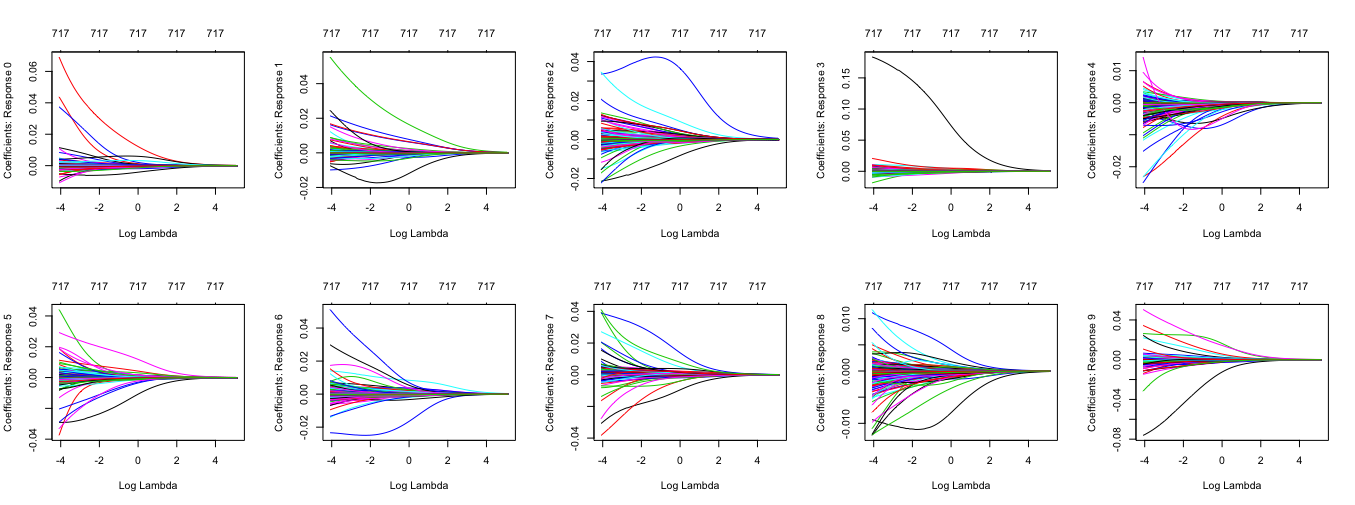 717 717 717 717 717
Coefficients: Response 0
0.00 0.02 0.04 0.06
-4 -2 0 2 4
Log Lambda
717 717 717 717 717
Coefficients: Response 1
-0.02 0.00 0.02 0.04
-4 -2 0 2 4
Log Lambda
717 717 717 717 717
Coefficients: Response 2
-0.02 0.00 0.02 0.04
-4 -2 0 2 4
Log Lambda
717 717 717 717 717
Coefficients: Response 3
0.00 0.05 0.10 0.15
-4 -2 0 2 4
Log Lambda
717 717 717 717 717
Coefficients: Response 4
-0.02 0.00 0.01
-4 -2 0 2 4
Log Lambda
717 717 717 717 717
Coefficients: Response 5
-0.04 0.00 0.02 0.04
-4 -2 0 2 4
Log Lambda
717 717 717 717 717
Coefficients: Response 6
-0.02 0.00 0.02 0.04
-4 -2 0 2 4
Log Lambda
717 717 717 717 717
Coefficients: Response 7
-0.04 0.00 0.02 0.04
-4 -2 0 2 4
Log Lambda
717 717 717 717 717
Coefficients: Response 8
-0.010 0.000 0.010
-4 -2 0 2 4
Log Lambda
717 717 717 717 717
Coefficients: Response 9
-0.08 -0.04 0.00 0.04
-4 -2 0 2 4
Log Lambda